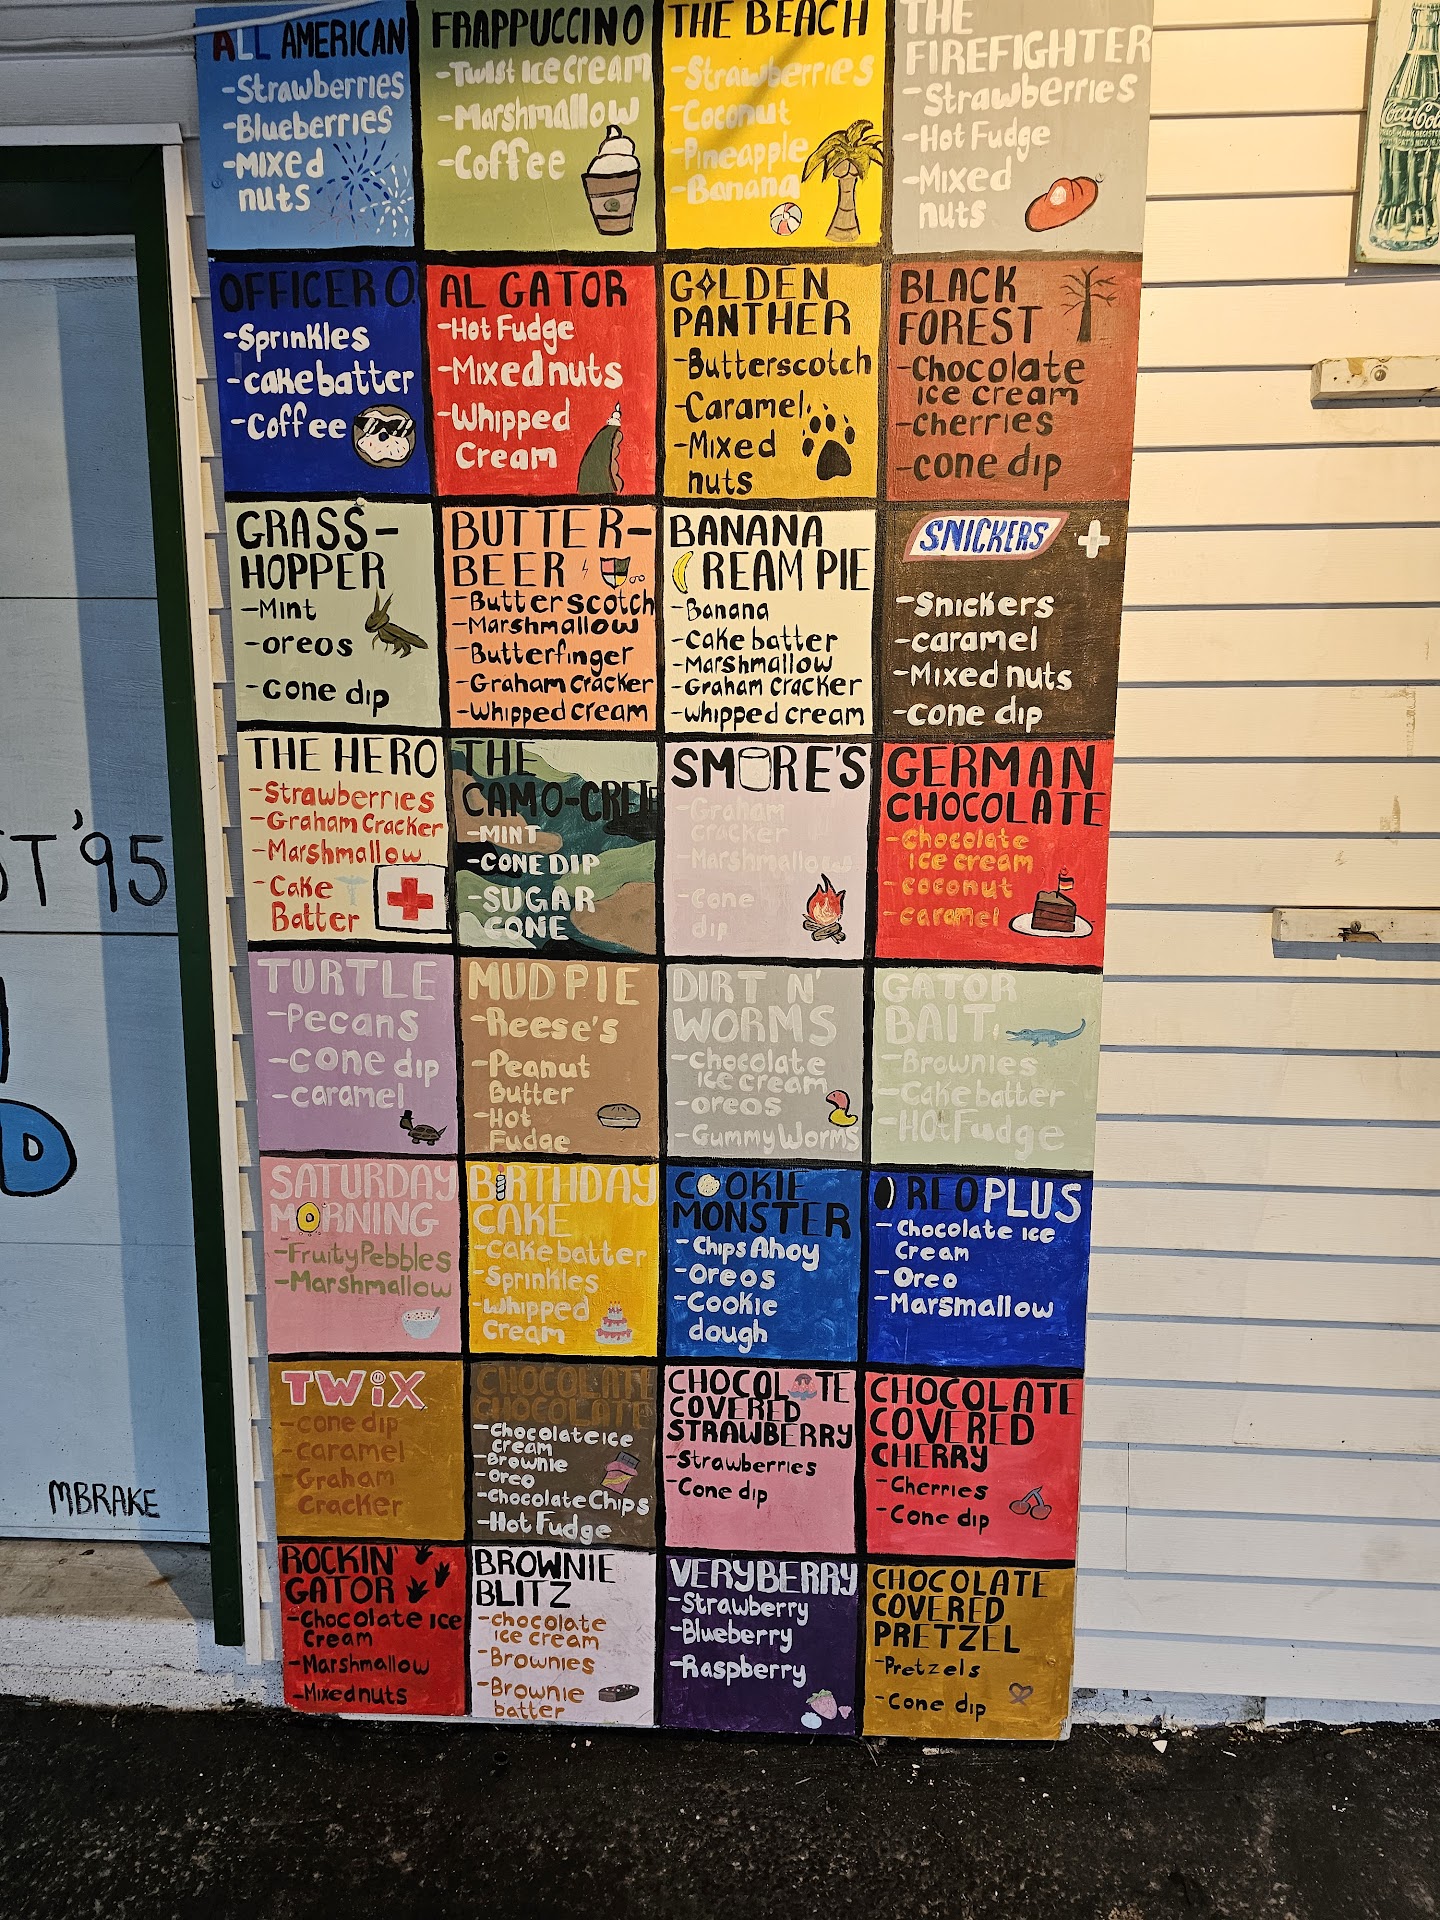 ALL AMERICAN
-Strawberries
-Blueberries
-Mixed
nuts
FRAPPUCCINO
-Twist Ice cream
-Marshmallow
-Coffee
THE BEACH
-Strawberries
-Coconut
-Pineapple
-Banana
THE
FIREFIGHTER
-Strawberries
-Hot Fudge
-Mixed
nuts
OFFICER O
-Sprinkles
-cake batter
-Coffee
AL GATOR
-Hot Fudge
-Mixed nuts
-Whipped
Cream
GOLDEN
PANTHER
-Butterscotch
-Caramel
-Mixed
nuts
BLACK
FOREST
-Chocolate
ice cream
-cherries
-cone dip
GRASS-
HOPPER
-Mint
-oreos
-cone dip
BUTTER-
BEER
-Butterscotch
-Marshmallow
-Butterfinger
-Graham Cracker
-Whipped cream
BANANA
CREAM PIE
-Banana
-Cake batter
-Marshmallow
-Graham Cracker
-whipped cream
SNICKERS +
-Snickers
-caramel
-Mixed nuts
-cone dip
THE HERO
-Strawberries
-Graham Cracker
-Marshmallow
-Cake
Batter
THE
CAMO-CRETE
-MINT
-CONE DIP
-SUGAR
CONE
SMORE'S
-Graham
cracker
-Marshmallows
-cone
dip
GERMAN
CHOCOLATE
-Chocolate
ice cream
-coconut
-caramel
TURTLE
-Pecans
-cone dip
-caramel
MUD PIE
-Reese's
-Peanut
Butter
-Hot
Fudge
DIRT N'
WORMS
-Chocolate
ice cream
-oreos
-Gummy Worms
GATOR
BAIT
-Brownies
-Cake batter
-Hot Fudge
SATURDAY
MORNING
-Fruity Pebbles
-Marshmallow
BIRTHDAY
CAKE
-Cake batter
-Sprinkles
-Whipped
cream
COOKIE
MONSTER
-Chips Ahoy
-Oreos
-Cookie
dough
OREO PLUS
-Chocolate Ice
Cream
-Oreo
-Marsmallow
TWIX
-cone dip
-caramel
-Graham
Cracker
CHOCOLATE
CHOCOLATE
-Chocolate ice
cream
-Brownie
-Oreo
-Chocolate Chips
-Hot Fudge
CHOCOLATE
COVERED
STRAWBERRY
-Strawberries
-Cone dip
CHOCOLATE
COVERED
CHERRY
-Cherries
-Cone dip
ROCKIN'
GATOR
-Chocolate Ice
Cream
-Marshmallow
-Mixed nuts
BROWNIE
BLITZ
-chocolate
ice cream
-Brownies
-Brownie
batter
VERYBERRY
-Strawberry
-Blueberry
-Raspberry
CHOCOLATE
COVERED
PRETZEL
-Pretzels
-Cone dip
T '95
D
MBRAKE
Coca-Cola